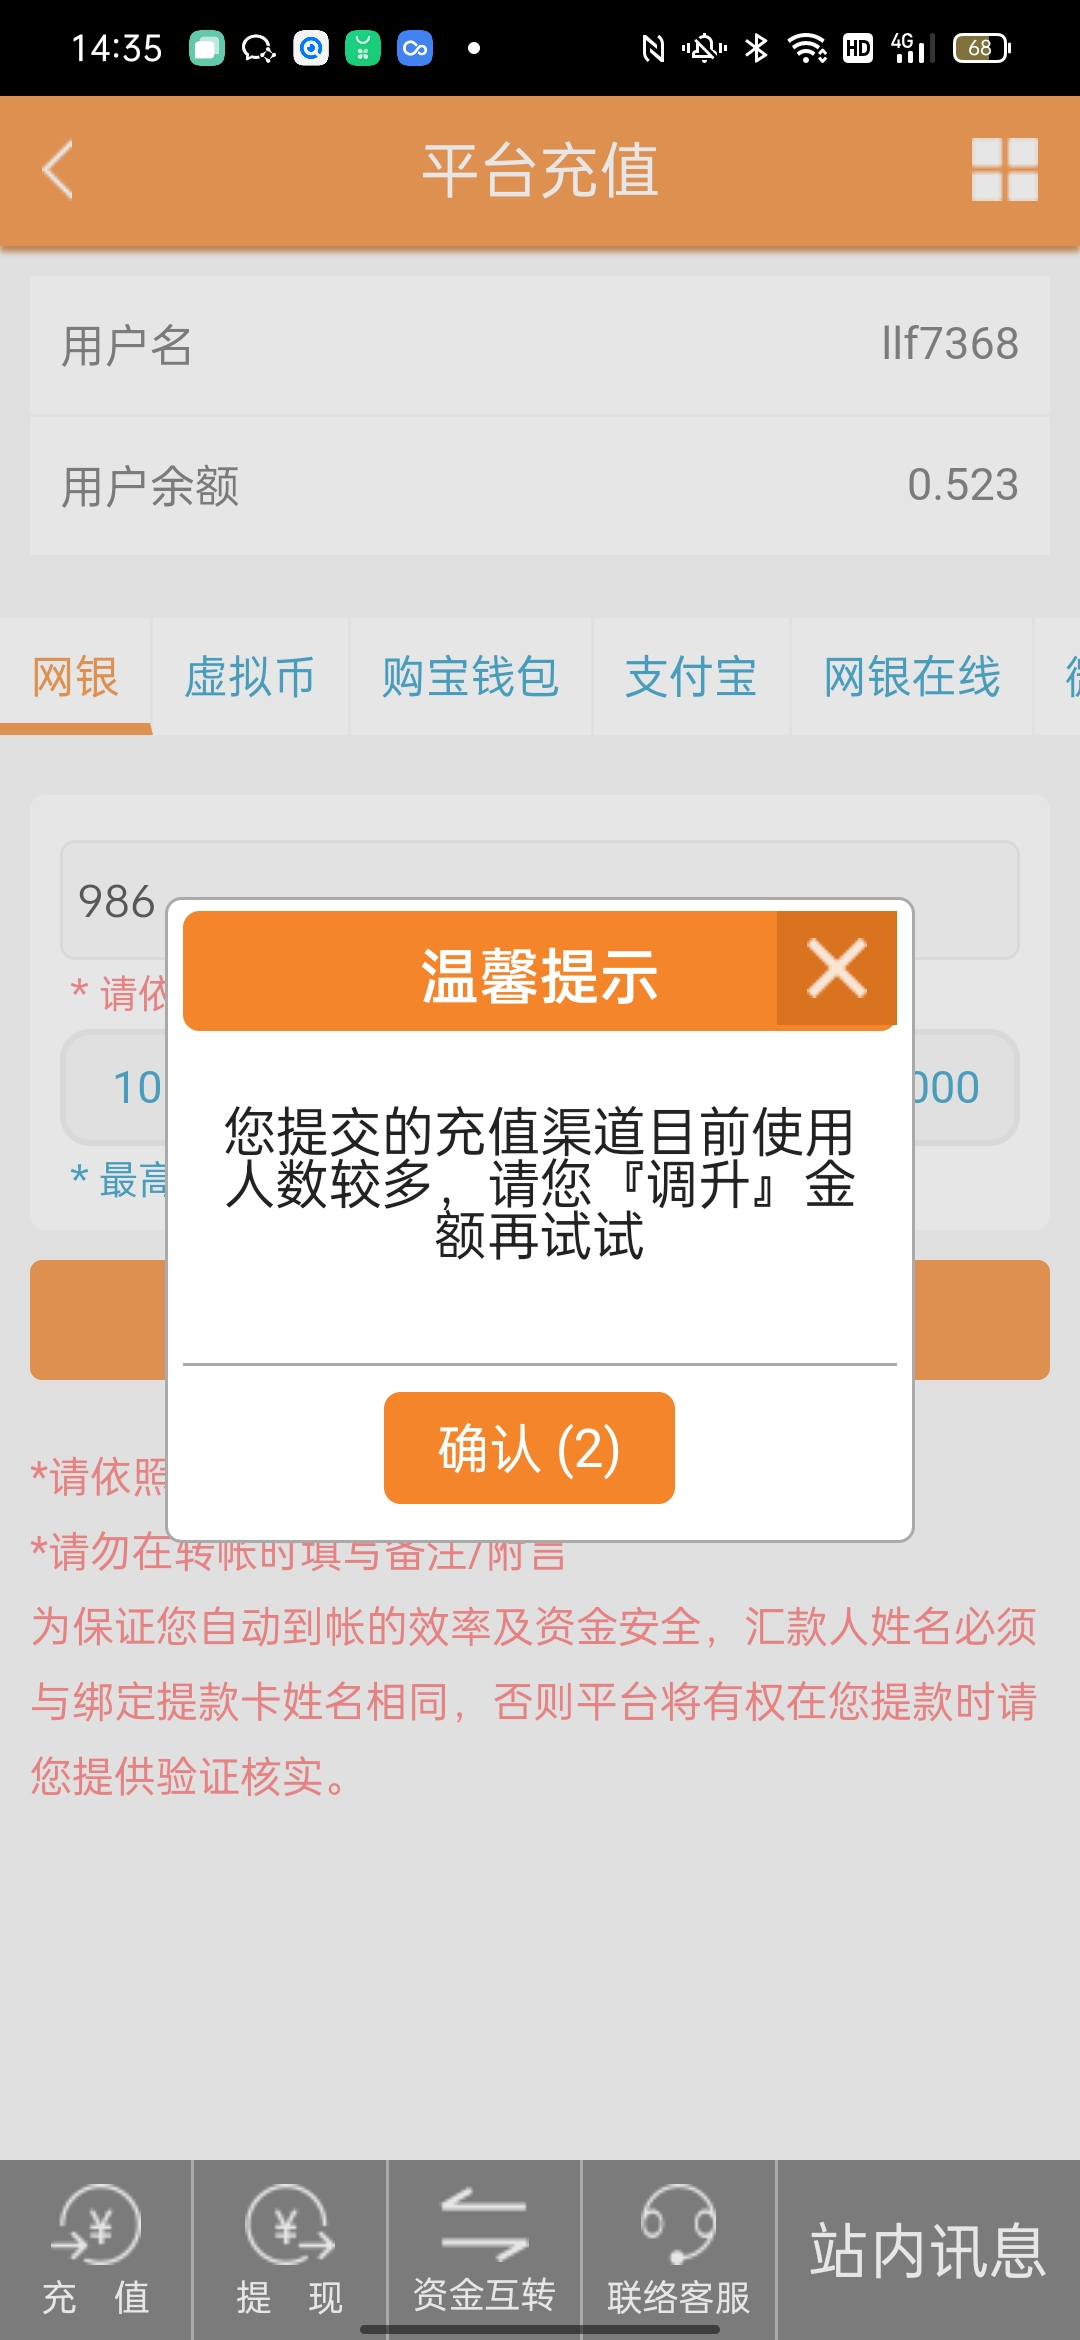 14:35
HD
4G
68
平台充值
用户名
llf7368
用户余额
0.523
网银
虚拟币
购宝钱包
支付宝
网银在线
986
* 请依
温馨提示
10
000
您提交的充值渠道目前使用
人数较多，请您『调升』金
额再试试
* 最高
确认 (2)
*请依照
*请勿在转帐时填写备注/附言
为保证您自动到帐的效率及资金安全，汇款人姓名必须
与绑定提款卡姓名相同，否则平台将有权在您提款时请
您提供验证核实。
充 值
提 现
资金互转
联络客服
站内讯息